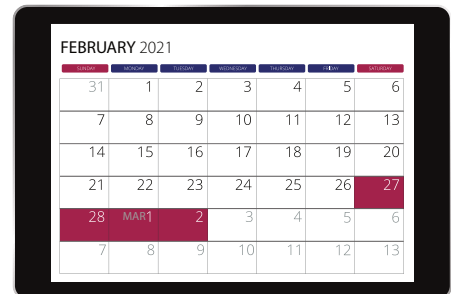 FEBRUARY 2021
SUNDAY MONDAY TUESDAY WEDNESDAY THURSDAY FRIDAY SATURDAY
31 1 2 3 4 5 6
7 8 9 10 11 12 13
14 15 16 17 18 19 20
21 22 23 24 25 26 27
28 MAR1 2 3 4 5 6
7 8 9 10 11 12 13